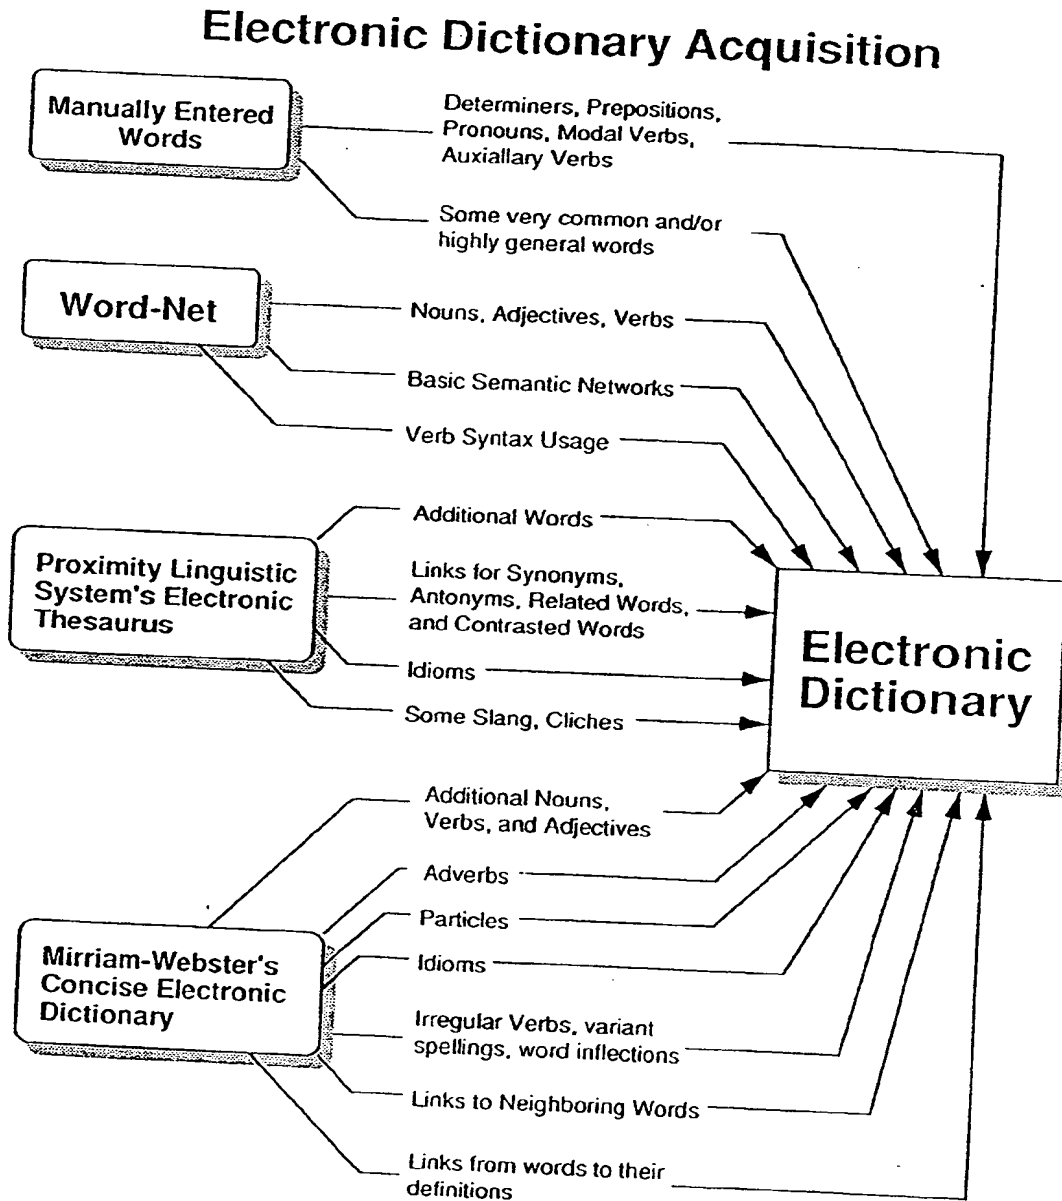 Electronic Dictionary Acquisition
Manually Entered
Words
Determiners, Prepositions,
Pronouns, Modal Verbs,
Auxiallary Verbs
Some very common and/or
highly general words
Word-Net
Nouns, Adjectives, Verbs
Basic Semantic Networks
Verb Syntax Usage
Proximity Linguistic
System's Electronic
Thesaurus
Additional Words
Links for Synonyms,
Antonyms, Related Words,
and Contrasted Words
Idioms
Some Slang, Cliches
Electronic
Dictionary
Mirriam-Webster's
Concise Electronic
Dictionary
Additional Nouns,
Verbs, and Adjectives
Adverbs
Particles
Idioms
Irregular Verbs, variant
spellings, word inflections
Links to Neighboring Words
Links from words to their
definitions